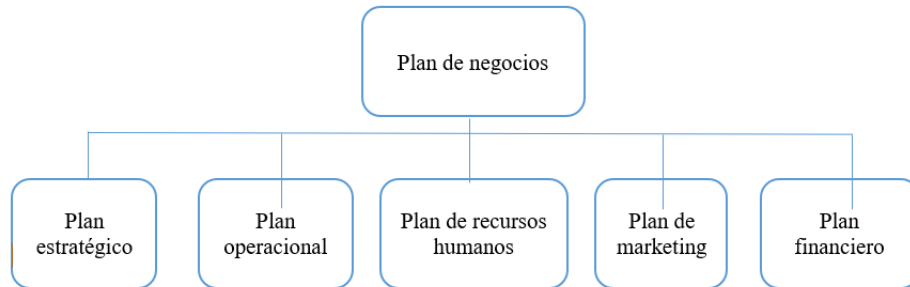 Plan de negocios
Plan
estratégico
Plan
operacional
Plan de recursos
humanos
Plan de
marketing
Plan
financiero